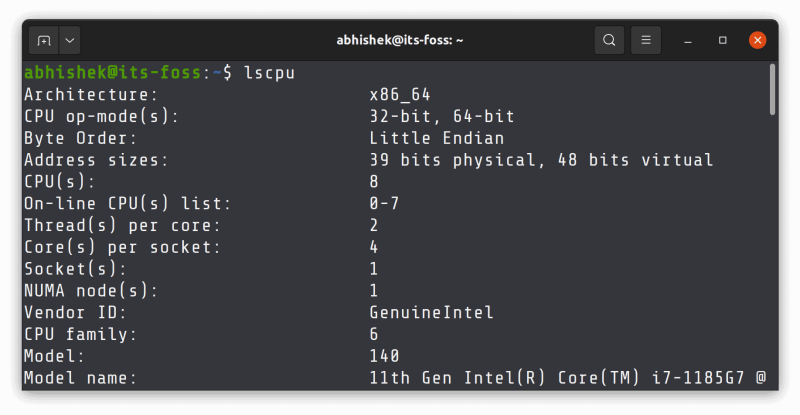 abhishek@its-foss: ~
abhishek@its-foss:~$ lscpu
Architecture: x86_64
CPU op-mode(s): 32-bit, 64-bit
Byte Order: Little Endian
Address sizes: 39 bits physical, 48 bits virtual
CPU(s): 8
On-line CPU(s) list: 0-7
Thread(s) per core: 2
Core(s) per socket: 4
Socket(s): 1
NUMA node(s): 1
Vendor ID: GenuineIntel
CPU family: 6
Model: 140
Model name: 11th Gen Intel(R) Core(TM) i7-1185G7 @